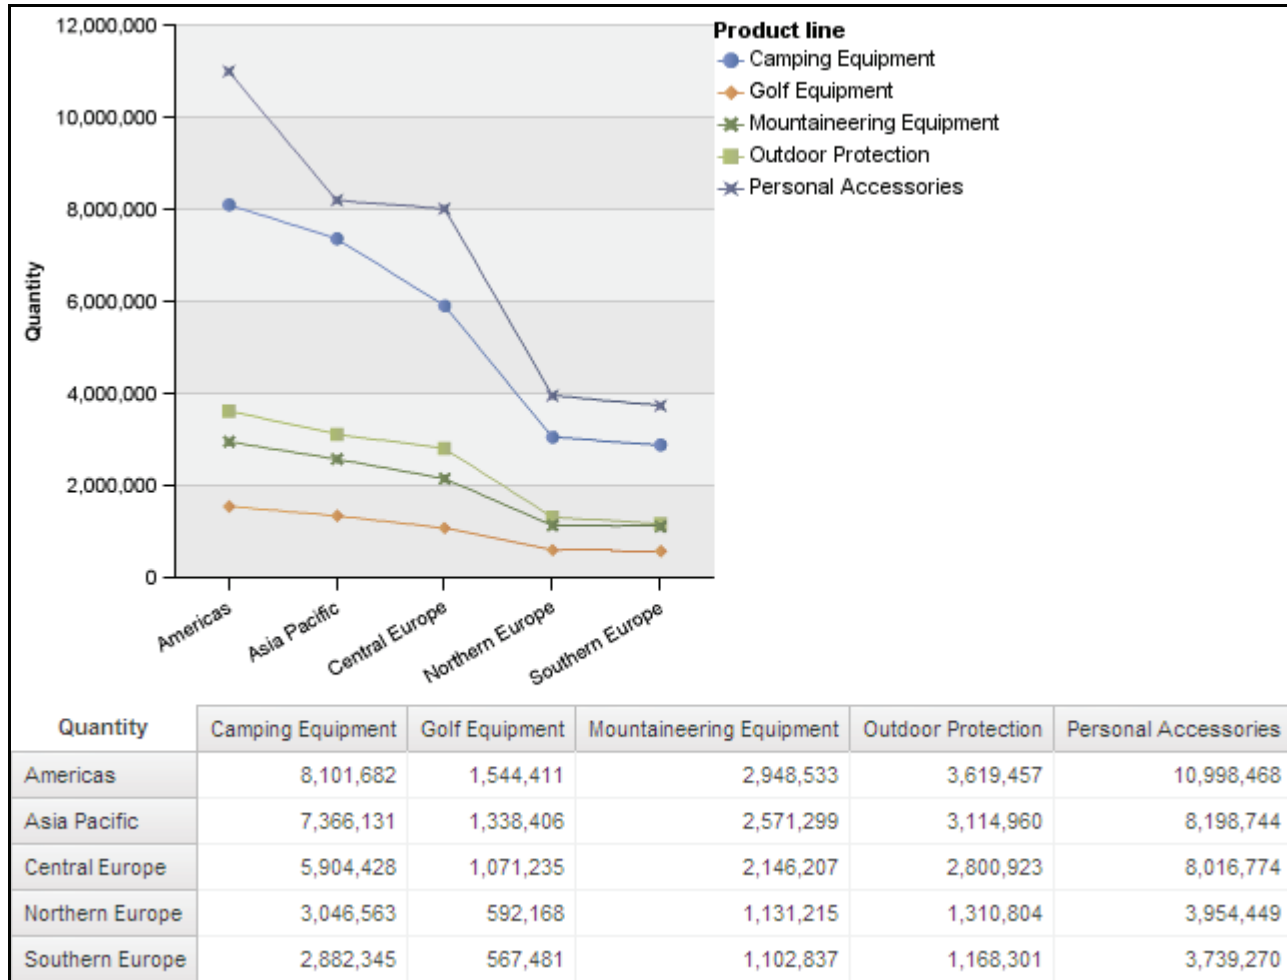 12,000,000
10,000,000
8,000,000
6,000,000
4,000,000
2,000,000
0
Quantity
Americas
Asia Pacific
Central Europe
Northern Europe
Southern Europe
Product line
Camping Equipment
Golf Equipment
Mountaineering Equipment
Outdoor Protection
Personal Accessories
Quantity Camping Equipment Golf Equipment Mountaineering Equipment Outdoor Protection Personal Accessories
Americas 8,101,682 1,544,411 2,948,533 3,619,457 10,998,468
Asia Pacific 7,366,131 1,338,406 2,571,299 3,114,960 8,198,744
Central Europe 5,904,428 1,071,235 2,146,207 2,800,923 8,016,774
Northern Europe 3,046,563 592,168 1,131,215 1,310,804 3,954,449
Southern Europe 2,882,345 567,481 1,102,837 1,168,301 3,739,270